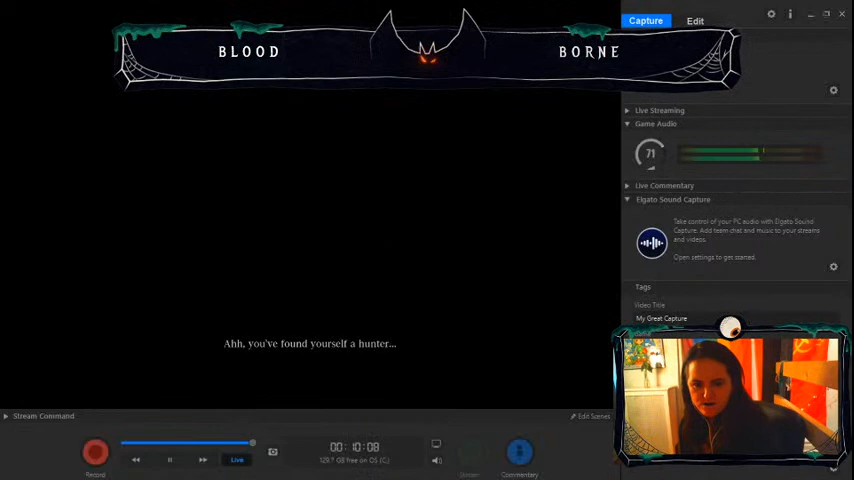 Capture
Edit
BLOOD
BORNE
Live Streaming
Game Audio
71
Live Commentary
Elgato Sound Capture
Take control of your PC audio with Elgato Sound
Capture. Add team chat and music to your streams
and videos.
Open settings to get started.
Tags
Video Title
My Great Capture
Ahh, you've found yourself a hunter...
Stream Command
Edit Scenes
00:10:08
129.7 GB free on OS (C:)
Live
Record
Stream
Commentary